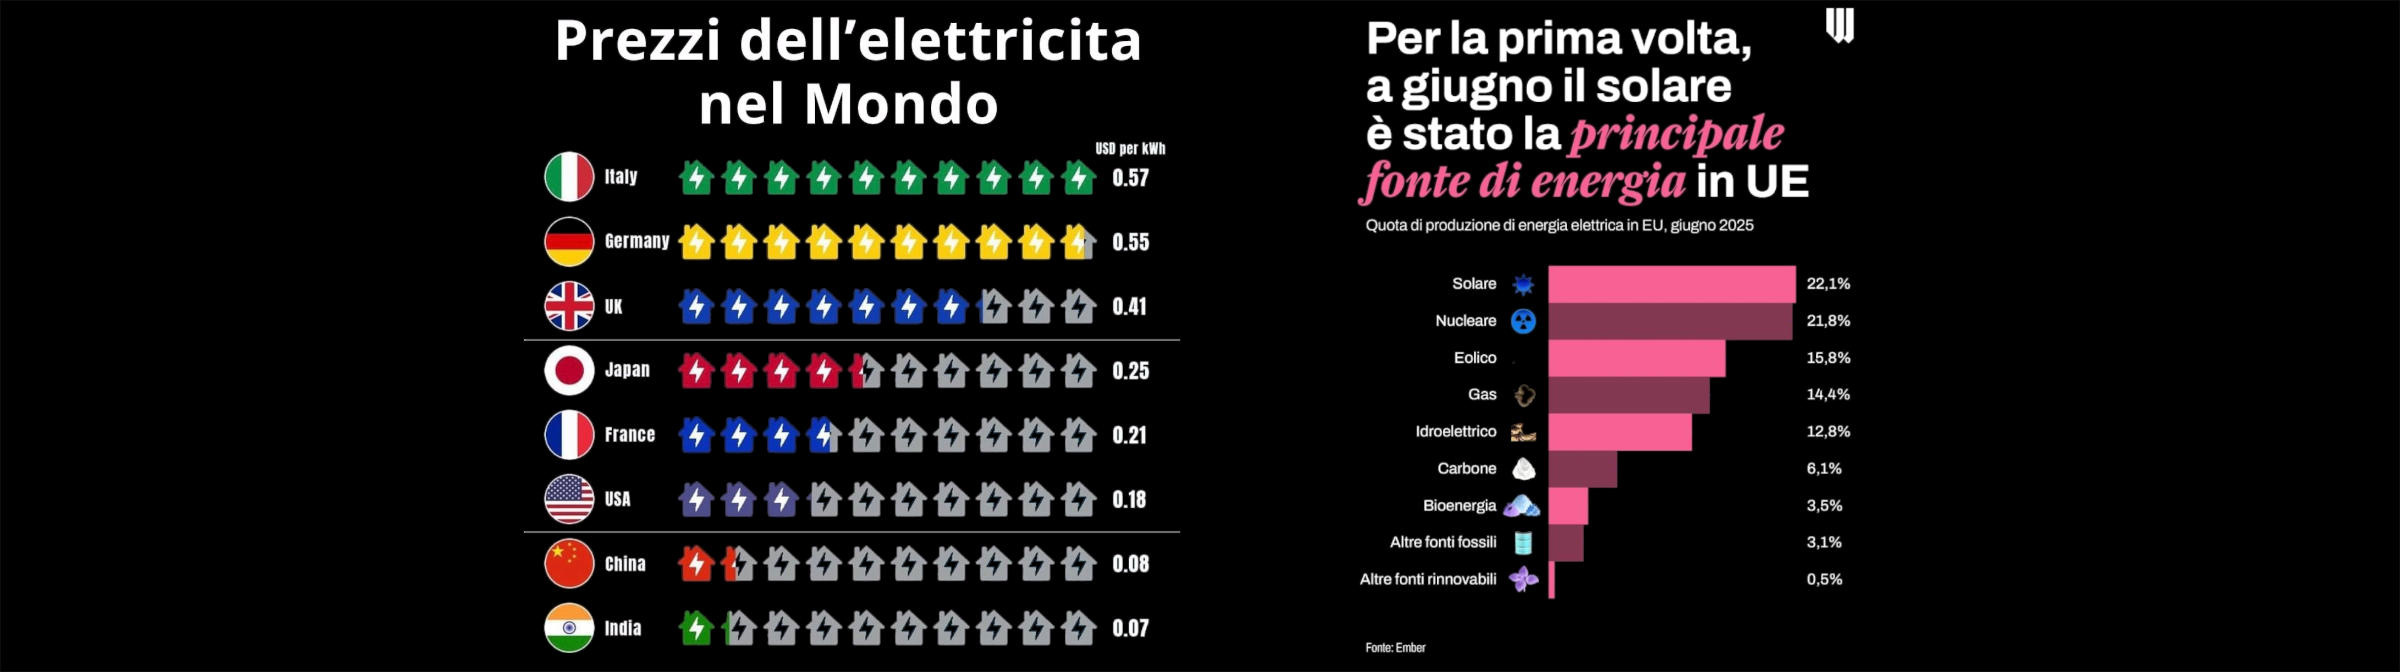 Prezzi dell’elettricita
nel Mondo
USD per kWh
Italy 0.57
Germany 0.55
UK 0.41
Japan 0.25
France 0.21
USA 0.18
China 0.08
India 0.07
Per la prima volta,
a giugno il solare
è stato la principale
fonte di energia in UE
Quota di produzione di energia elettrica in EU, giugno 2025
Solare 22,1%
Nucleare 21,8%
Eolico 15,8%
Gas 14,4%
Idroelettrico 12,8%
Carbone 6,1%
Bioenergia 3,5%
Altre fonti fossili 3,1%
Altre fonti rinnovabili 0,5%
Fonte: Ember